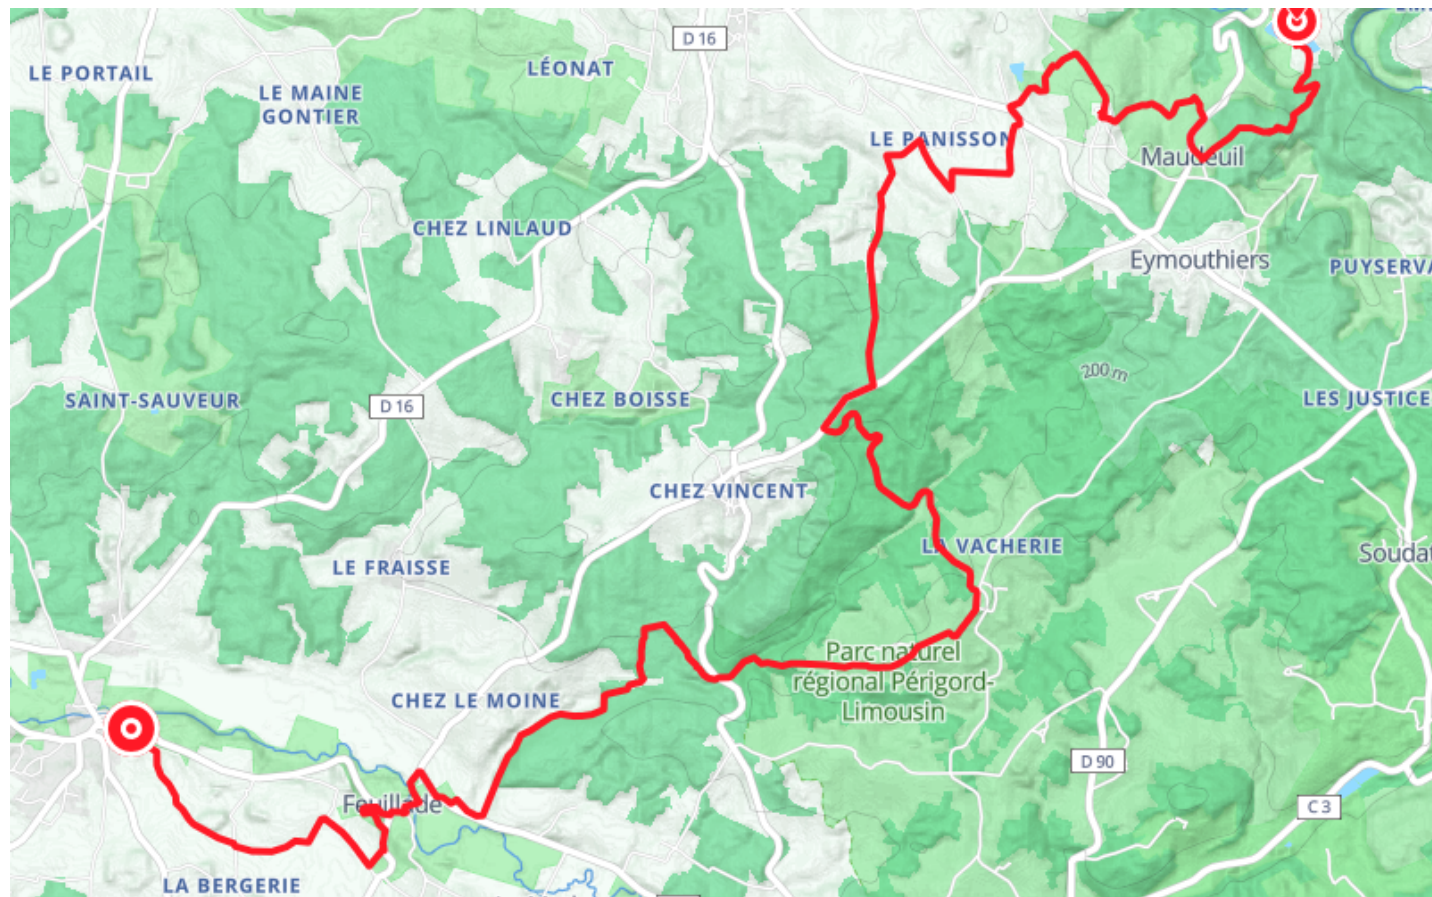 D 16
LÉONAT
LE PORTAIL
LE MAINE
GONTIER
LE PANISSON
Maudeuil
CHEZ LINLAUD
Eymouthiers
PUYSERVA
200 m
SAINT-SAUVEUR
D 16
CHEZ BOISSE
LES JUSTICE
CHEZ VINCENT
LA VACHERIE
Soudat
LE FRAISSE
Parc naturel
régional Périgord-
Limousin
CHEZ LE MOINE
D 90
Feuillade
C 3
LA BERGERIE